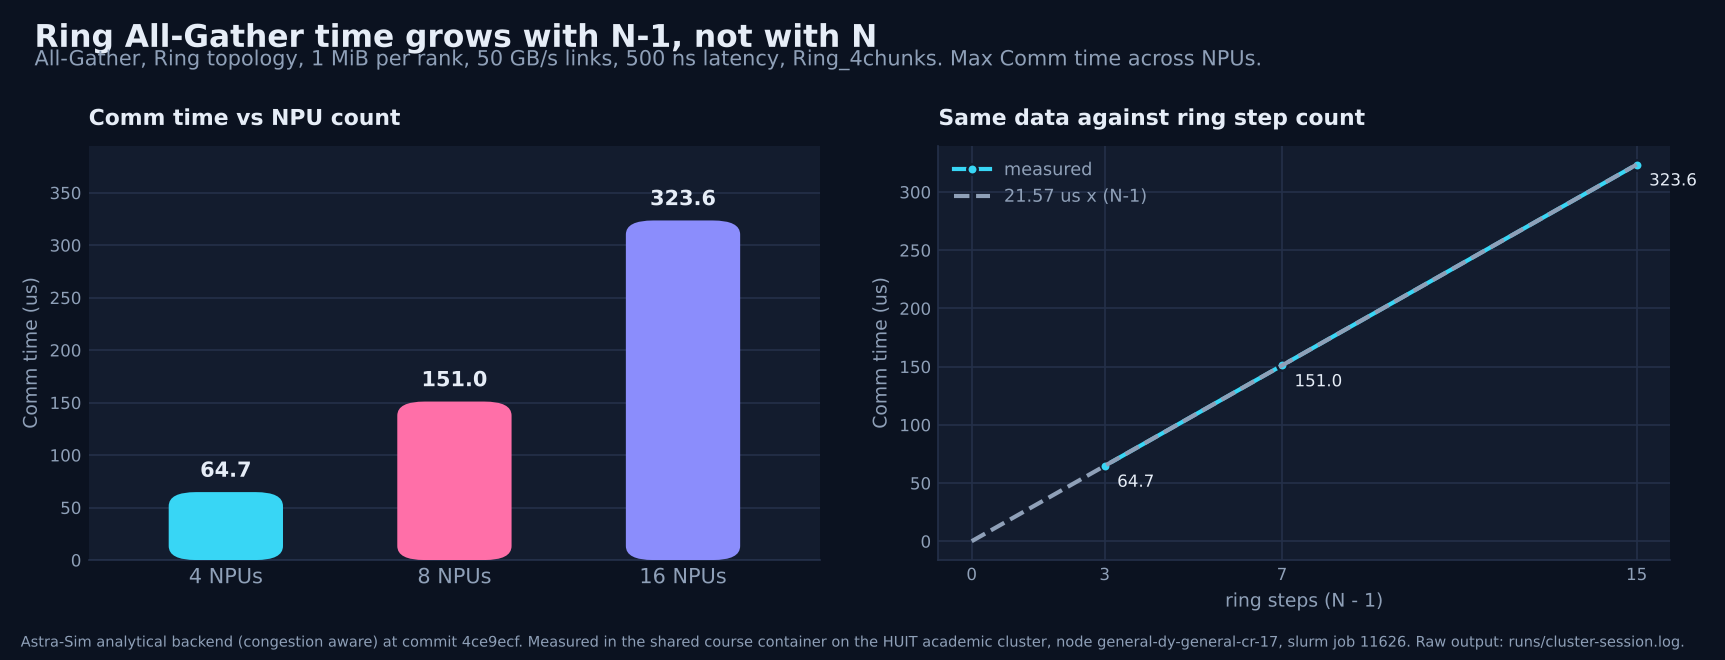 Ring All-Gather time grows with N-1, not with N
All-Gather, Ring topology, 1 MiB per rank, 50 GB/s links, 500 ns latency, Ring_4chunks. Max Comm time across NPUs.
Comm time vs NPU count
Comm time (us)
350
300
250
200
150
100
50
0
323.6
151.0
64.7
4 NPUs
8 NPUs
16 NPUs
Same data against ring step count
measured
21.57 us x (N-1)
Comm time (us)
300
250
200
150
100
50
0
323.6
151.0
64.7
0
3
7
15
ring steps (N - 1)
Astra-Sim analytical backend (congestion aware) at commit 4ce9ecf. Measured in the shared course container on the HUIT academic cluster, node general-dy-general-cr-17, slurm job 11626. Raw output: runs/cluster-session.log.